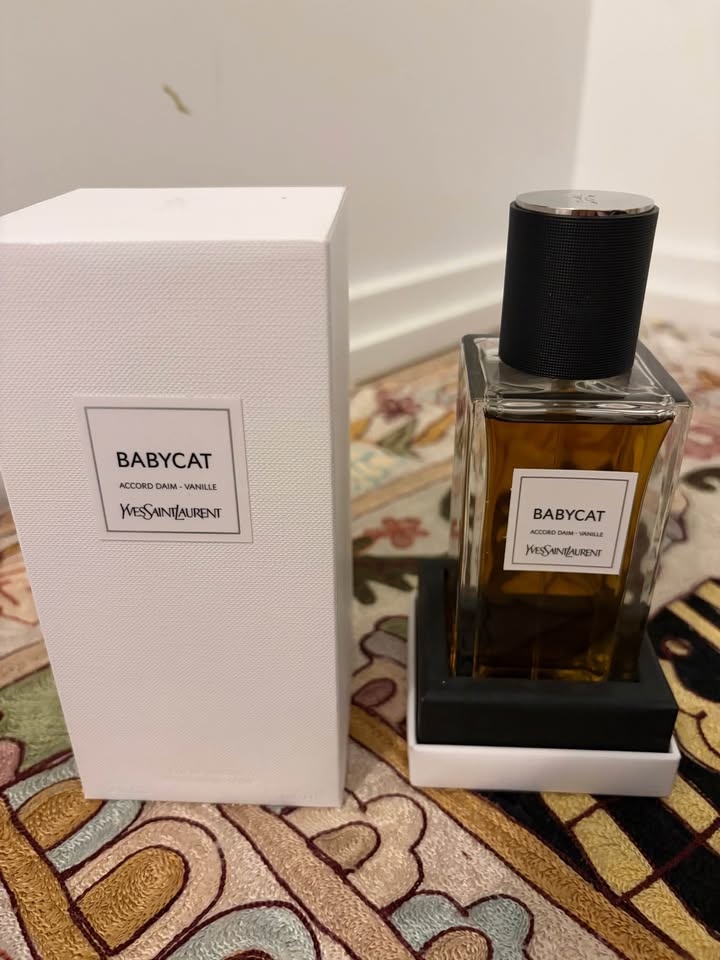 BABYCAT
ACCORD DAIM - VANILLE
YVESSAINTLAURENT
BABYCAT
ACCORD DAIM - VANILLE
YVESSAINTLAURENT